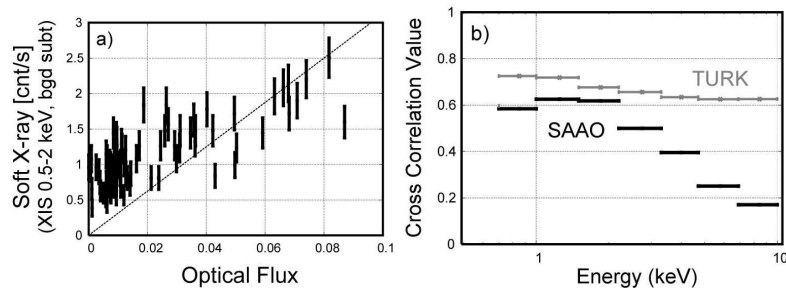 a)
Soft X-ray [cnt/s]
(XIS 0.5-2 keV, bgd subt)
3
2.5
2
1.5
1
0.5
0
0
0.02
0.04
0.06
0.08
0.1
Optical Flux
b)
Cross Correlation Value
1
0.8
0.6
0.4
0.2
0
TURK
SAAO
1
10
Energy (keV)